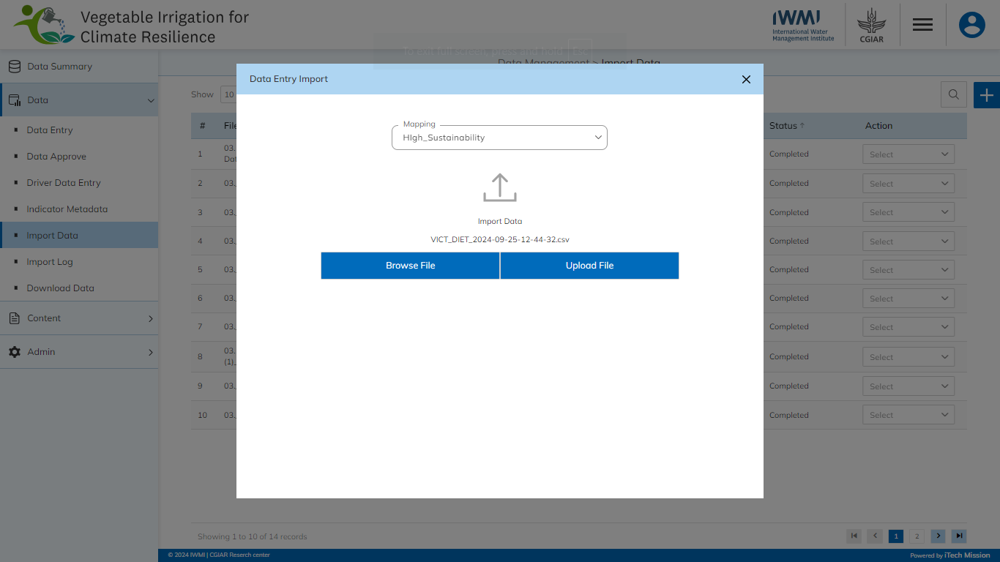 Vegetable Irrigation for
Climate Resilience
IWMI
International Water
Management Institute
CGIAR
To exit full screen, press and hold Esc
Data Management > Import Data
Data Summary
Data
Data Entry
Data Approve
Driver Data Entry
Indicator Metadata
Import Data
Import Log
Download Data
Content
Admin
Show 10
Data Entry Import
Mapping
HIgh_Sustainability
Import Data
VICT_DIET_2024-09-25-12-44-32.csv
Browse File Upload File
# File Status ↑ Action
1 03. Completed Select
Dat
2 03. Completed Select
3 03. Completed Select
4 03. Completed Select
5 03. Completed Select
6 03. Completed Select
7 03. Completed Select
8 03. Completed Select
(1)_
9 03. Completed Select
10 03. Completed Select
Showing 1 to 10 of 14 records
1 2
© 2024 IWMI | CGIAR Reserch center
Powered by iTech Mission